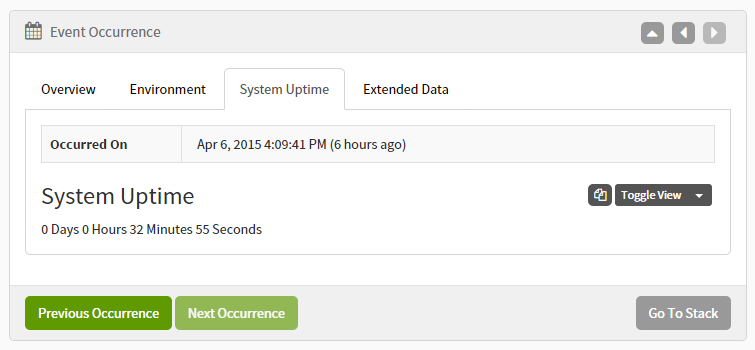 Event Occurrence
Overview Environment System Uptime Extended Data
Occurred On Apr 6, 2015 4:09:41 PM (6 hours ago)
System Uptime Toggle View
0 Days 0 Hours 32 Minutes 55 Seconds
Previous Occurrence Next Occurrence Go To Stack